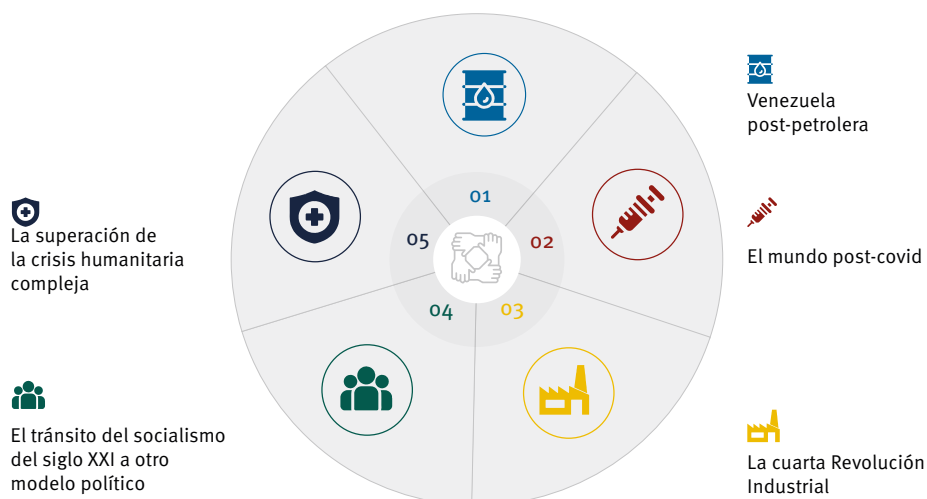 01
02
03
04
05
Venezuela
post-petrolera
El mundo post-covid
La cuarta Revolución
Industrial
El tránsito del socialismo
del siglo XXI a otro
modelo político
La superación de
la crisis humanitaria
compleja